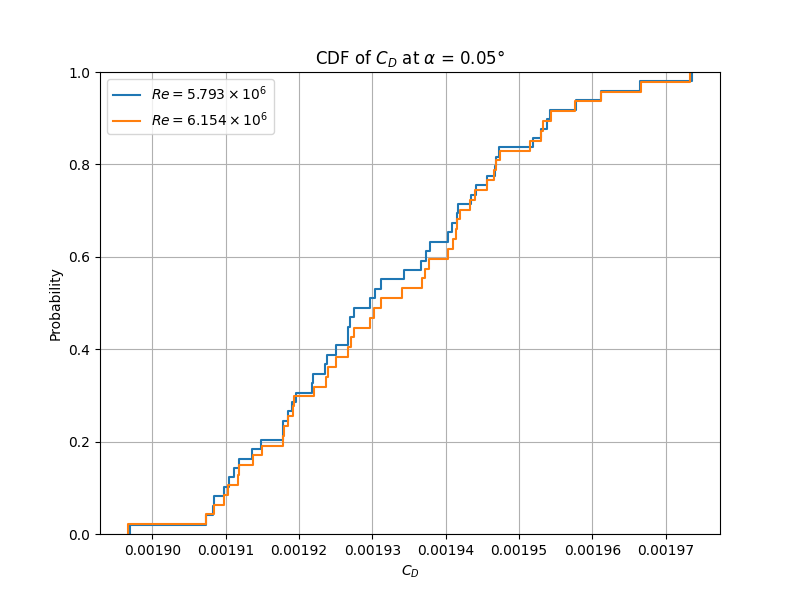 CDF of $C_D$ at $\alpha$ = 0.05°
$Re = 5.793 \times 10^6$
$Re = 6.154 \times 10^6$
Probability
1.0
0.8
0.6
0.4
0.2
0.0
0.00190 0.00191 0.00192 0.00193 0.00194 0.00195 0.00196 0.00197
$C_D$